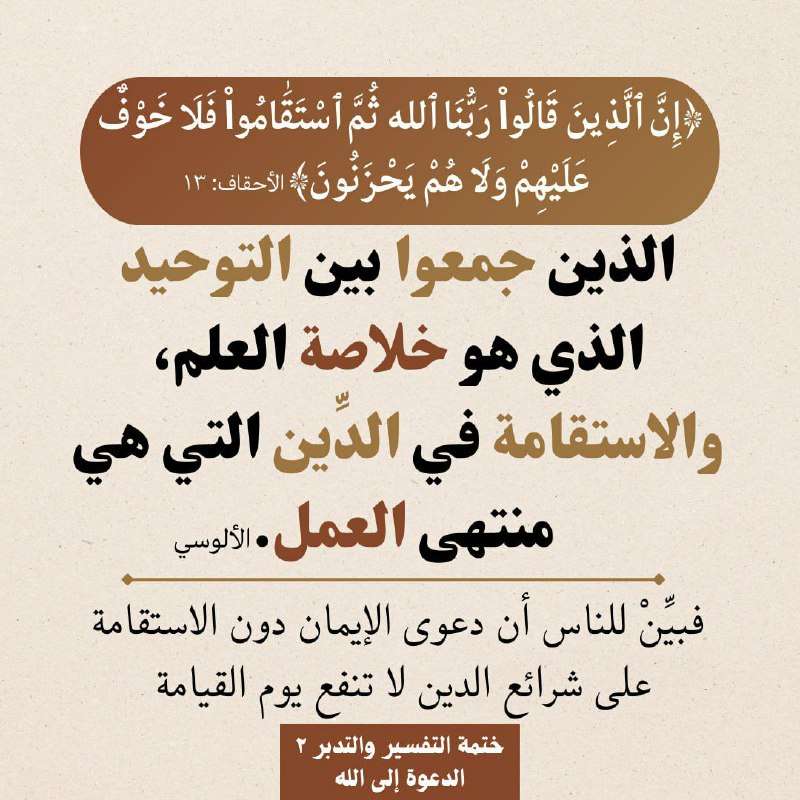 ﴿إِنَّ ٱلَّذِينَ قَالُوا۟ رَبُّنَا ٱلله ثُمَّ ٱسْتَقَٰمُوا۟ فَلَا خَوْفٌ
عَلَيْهِمْ وَلَا هُمْ يَحْزَنُونَ﴾ الأحقاف: ١٣
الذين جمعوا بين التوحيد
الذي هو خلاصة العلم،
والاستقامة في الدِّين التي هي
منتهى العمل. الألوسي
فبيِّنْ للناس أن دعوى الإيمان دون الاستقامة
على شرائع الدين لا تنفع يوم القيامة
ختمة التفسير والتدبر ٢
الدعوة إلى الله